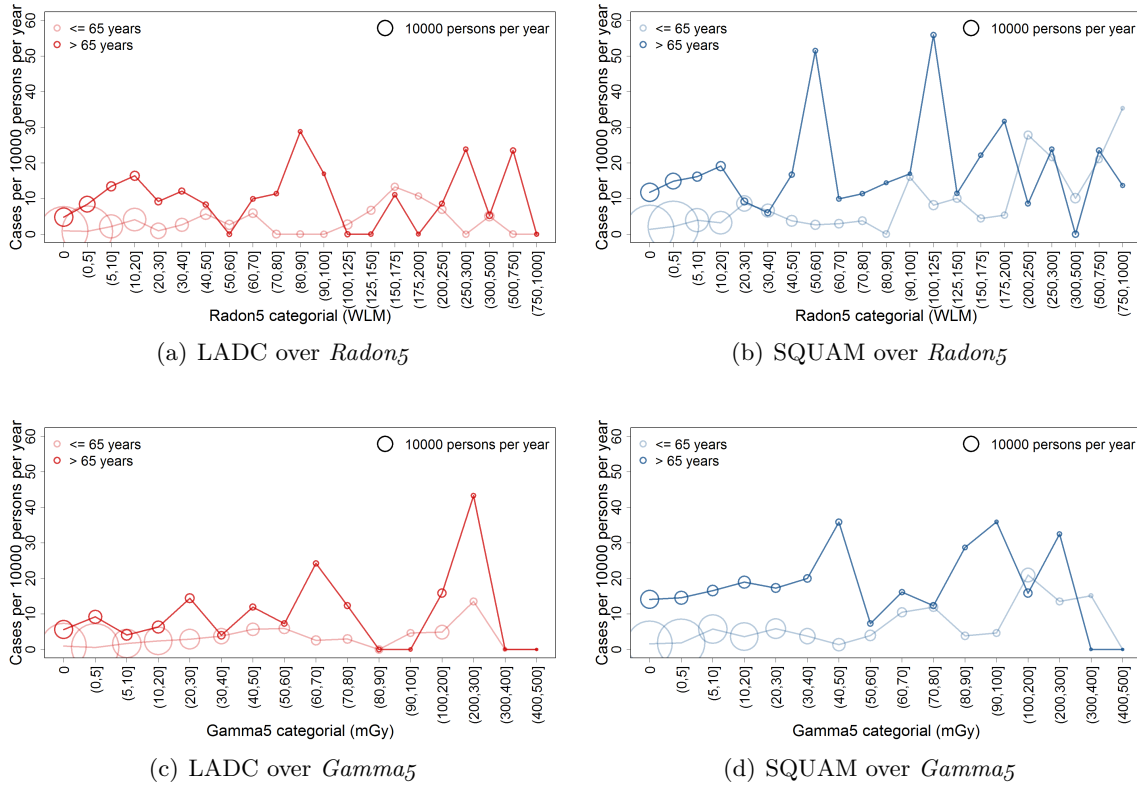 Cases per 10000 persons per year
0 10 20 30 40 50 60
<= 65 years
> 65 years
10000 persons per year
0 (0,5] (5,10] (10,20] (20,30] (30,40] (40,50] (50,60] (60,70] (70,80] (80,90] (90,100] (100,125] (125,150] (150,175] (175,200] (200,250] (250,300] (300,500] (500,750] (750,1000]
Radon5 categorial (WLM)
(a) LADC over Radon5
Cases per 10000 persons per year
0 10 20 30 40 50 60
<= 65 years
> 65 years
10000 persons per year
0 (0,5] (5,10] (10,20] (20,30] (30,40] (40,50] (50,60] (60,70] (70,80] (80,90] (90,100] (100,125] (125,150] (150,175] (175,200] (200,250] (250,300] (300,500] (500,750] (750,1000]
Radon5 categorial (WLM)
(b) SQUAM over Radon5
Cases per 10000 persons per year
0 10 20 30 40 50 60
<= 65 years
> 65 years
10000 persons per year
0 (0,5] (5,10] (10,20] (20,30] (30,40] (40,50] (50,60] (60,70] (70,80] (80,90] (90,100] (100,200] (200,300] (300,400] (400,500]
Gamma5 categorial (mGy)
(c) LADC over Gamma5
Cases per 10000 persons per year
0 10 20 30 40 50 60
<= 65 years
> 65 years
10000 persons per year
0 (0,5] (5,10] (10,20] (20,30] (30,40] (40,50] (50,60] (60,70] (70,80] (80,90] (90,100] (100,200] (200,300] (300,400] (400,500]
Gamma5 categorial (mGy)
(d) SQUAM over Gamma5